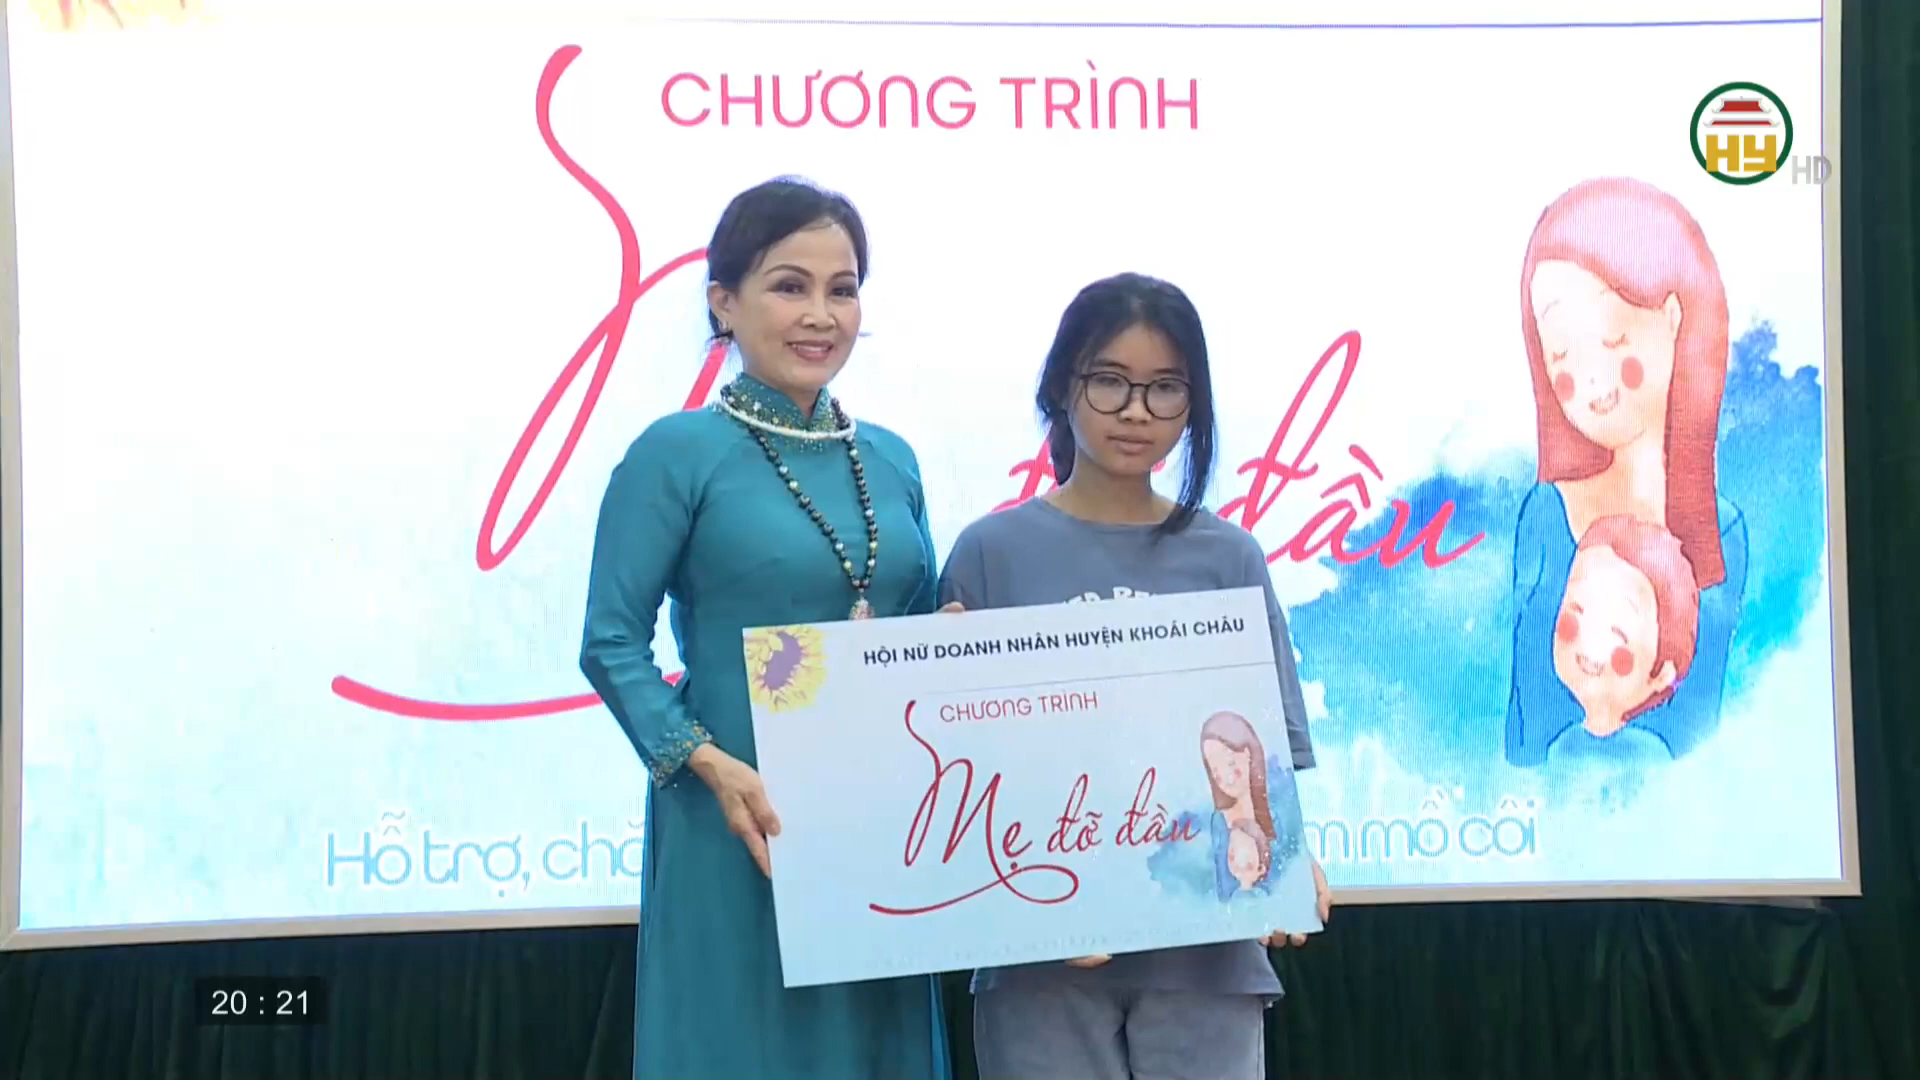 CHƯƠNG TRÌNH
HY
HD
đầu
HỘI NỮ DOANH NHÂN HUYỆN KHOÁI CHÂU
CHƯƠNG TRÌNH
Mẹ đỡ đầu
Hỗ trợ,
mồ côi
20 : 21